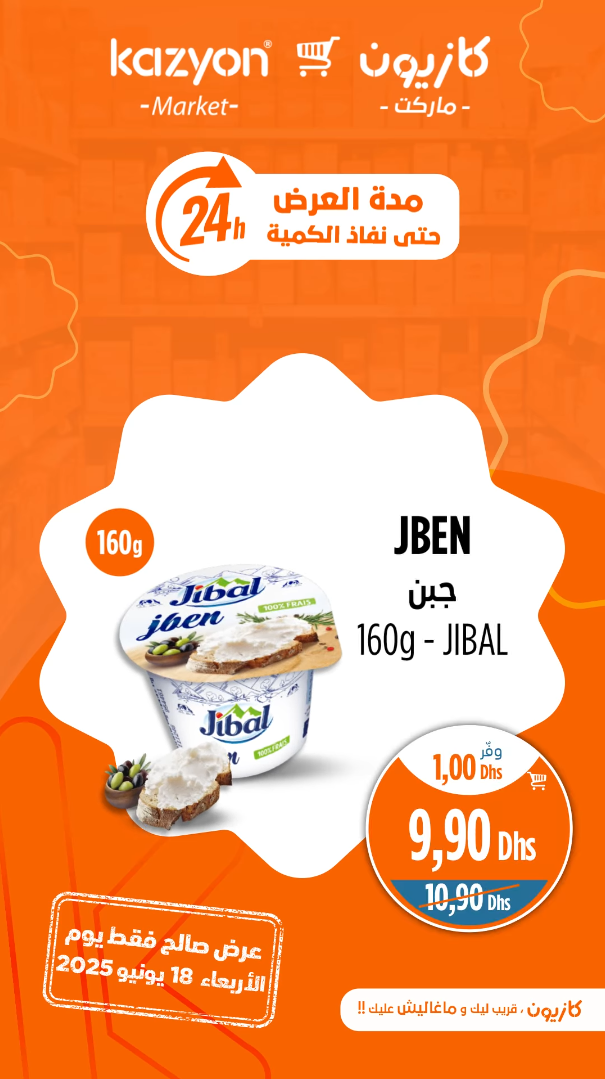 kazyon® كازيون
-Market- - ماركت -
24h
مدة العرض
حتى نفاذ الكمية
160g
JBEN
جبن
160g - JIBAL
Jibal
jben
100% FRAIS
Jibal
100% FRAIS
وفّر
1,00 Dhs
9,90 Dhs
10,90 Dhs
عرض صالح فقط يوم
الأربعاء 18 يونيو 2025
كازيون ، قريب ليك و ماغاليش عليك !!